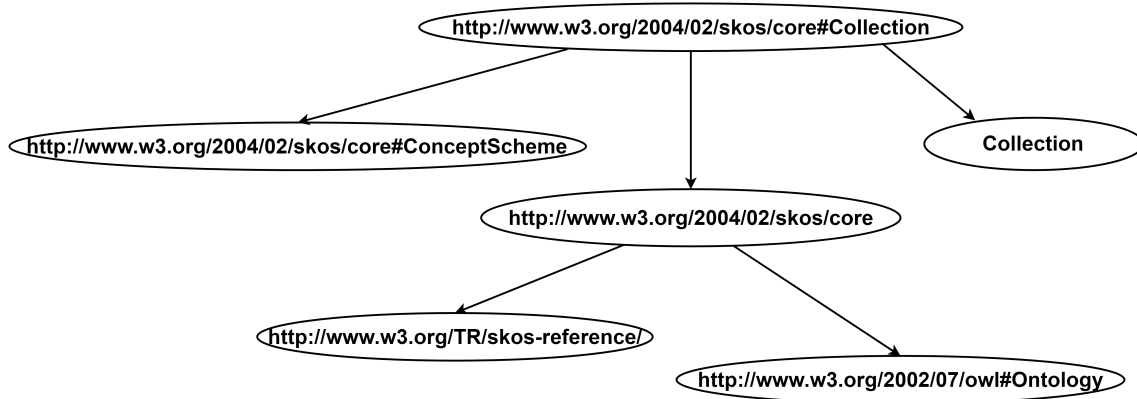 http://www.w3.org/2004/02/skos/core#Collection
http://www.w3.org/2004/02/skos/core#ConceptScheme
Collection
http://www.w3.org/2004/02/skos/core
http://www.w3.org/TR/skos-reference/
http://www.w3.org/2002/07/owl#Ontology